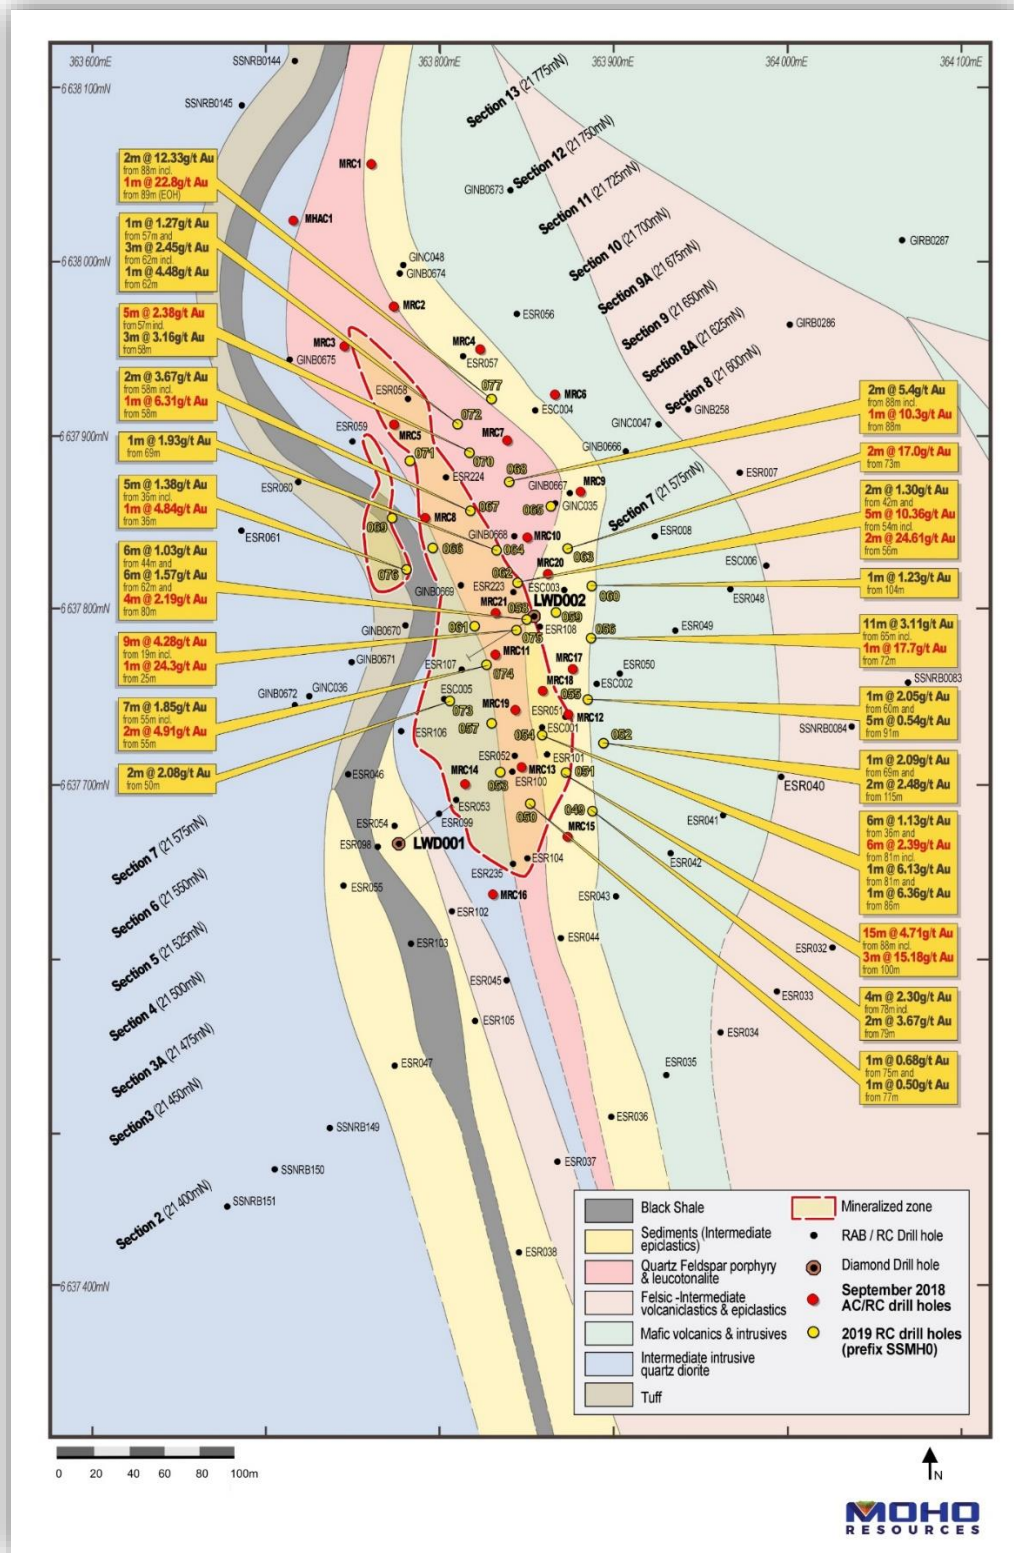 363 600mE
363 800mE
363 900mE
364 000mE
364 100mE
6 638 100mN
6 638 000mN
6 637 900mN
6 637 800mN
6 637 700mN
6 637 400mN
SSNRB0144
SSNRB0145
MRC1
MHAC1
GINC048
GINB0674
MRC2
MRC3
GINB0675
MRC4
ESR057
ESR056
GINB0673
GIRB0287
GIRB0286
Section 13 (21 775mN)
Section 12 (21 750mN)
Section 11 (21 725mN)
Section 10 (21 700mN)
Section 9A (21 675mN)
Section 9 (21 650mN)
Section 8A (21 625mN)
Section 8 (21 600mN)
Section 7 (21 575mN)
2m @ 12.33g/t Au
from 88m incl.
1m @ 22.8g/t Au
from 89m (EOH)
1m @ 1.27g/t Au
from 57m and
3m @ 2.45g/t Au
from 62m incl.
1m @ 4.48g/t Au
from 62m
5m @ 2.38g/t Au
from 57m incl.
3m @ 3.16g/t Au
from 58m
2m @ 3.67g/t Au
from 58m incl.
1m @ 6.31g/t Au
from 58m
1m @ 1.93g/t Au
from 69m
5m @ 1.38g/t Au
from 36m incl.
1m @ 4.84g/t Au
from 36m
6m @ 1.03g/t Au
from 44m and
6m @ 1.57g/t Au
from 62m and
4m @ 2.19g/t Au
from 80m
9m @ 4.28g/t Au
from 19m incl.
1m @ 24.3g/t Au
from 25m
7m @ 1.85g/t Au
from 55m incl.
2m @ 4.91g/t Au
from 55m
2m @ 2.08g/t Au
from 50m
ESR058
077
MRC6
ESC004
072
MRC5
MRC7
GINC047
GINB258
ESR059
071
070
GINB0666
ESR060
ESR224
068
GINB0667
MRC9
ESR007
065
GINC035
067
069
MRC8
ESR061
066
GINB0668
MRC10
064
063
ESR008
076
062
MRC20
ESC006
GINB0669
ESR223
ESC003
060
ESR048
LWD002
MRC21
058
059
GINB0670
061
075
ESR108
056
ESR049
GINB0671
MRC11
ESR107
074
MRC17
ESR050
ESC002
SSNRB0083
GINB0672
GINC036
ESC005
MRC18
055
073
MRC19
ESR051
MRC12
SSNRB0084
ESR106
057
ESC001
054
052
ESR052
ESR101
ESR046
MRC14
053
MRC13
ESR100
051
ESR040
ESR053
050
049
ESR041
ESR054
ESR099
MRC15
ESR098
LWD001
ESR104
ESR235
ESR042
ESR055
MRC16
ESR043
ESR102
ESR103
ESR044
ESR032
ESR045
ESR033
ESR105
ESR034
ESR047
ESR035
ESR036
SSNRB149
ESR037
SSNRB150
SSNRB151
ESR038
2m @ 5.4g/t Au
from 88m incl.
1m @ 10.3g/t Au
from 88m
2m @ 17.0g/t Au
from 73m
2m @ 1.30g/t Au
from 42m and
5m @ 10.36g/t Au
from 54m incl.
2m @ 24.61g/t Au
from 56m
1m @ 1.23g/t Au
from 104m
11m @ 3.11g/t Au
from 65m incl.
1m @ 17.7g/t Au
from 72m
1m @ 2.05g/t Au
from 60m and
5m @ 0.54g/t Au
from 91m
1m @ 2.09g/t Au
from 69m and
2m @ 2.48g/t Au
from 115m
6m @ 1.13g/t Au
from 36m and
6m @ 2.39g/t Au
from 81m incl.
1m @ 6.13g/t Au
from 81m and
1m @ 6.36g/t Au
from 86m
15m @ 4.71g/t Au
from 88m incl.
3m @ 15.18g/t Au
from 100m
4m @ 2.30g/t Au
from 78m incl.
2m @ 3.67g/t Au
from 79m
1m @ 0.68g/t Au
from 75m and
1m @ 0.50g/t Au
from 77m
Section 7 (21 575mN)
Section 6 (21 550mN)
Section 5 (21 525mN)
Section 4 (21 500mN)
Section 3A (21 475mN)
Section3 (21 450mN)
Section 2 (21 400mN)
Black Shale
Sediments (Intermediate
epiclastics)
Quartz Feldspar porphyry
& leucotonalite
Felsic -Intermediate
volcaniclastics & epiclastics
Mafic volcanics & intrusives
Intermediate intrusive
quartz diorite
Tuff
Mineralized zone
RAB / RC Drill hole
Diamond Drill hole
September 2018
AC/RC drill holes
2019 RC drill holes
(prefix SSMH0)
0 20 40 60 80 100m
N
MOHO
RESOURCES